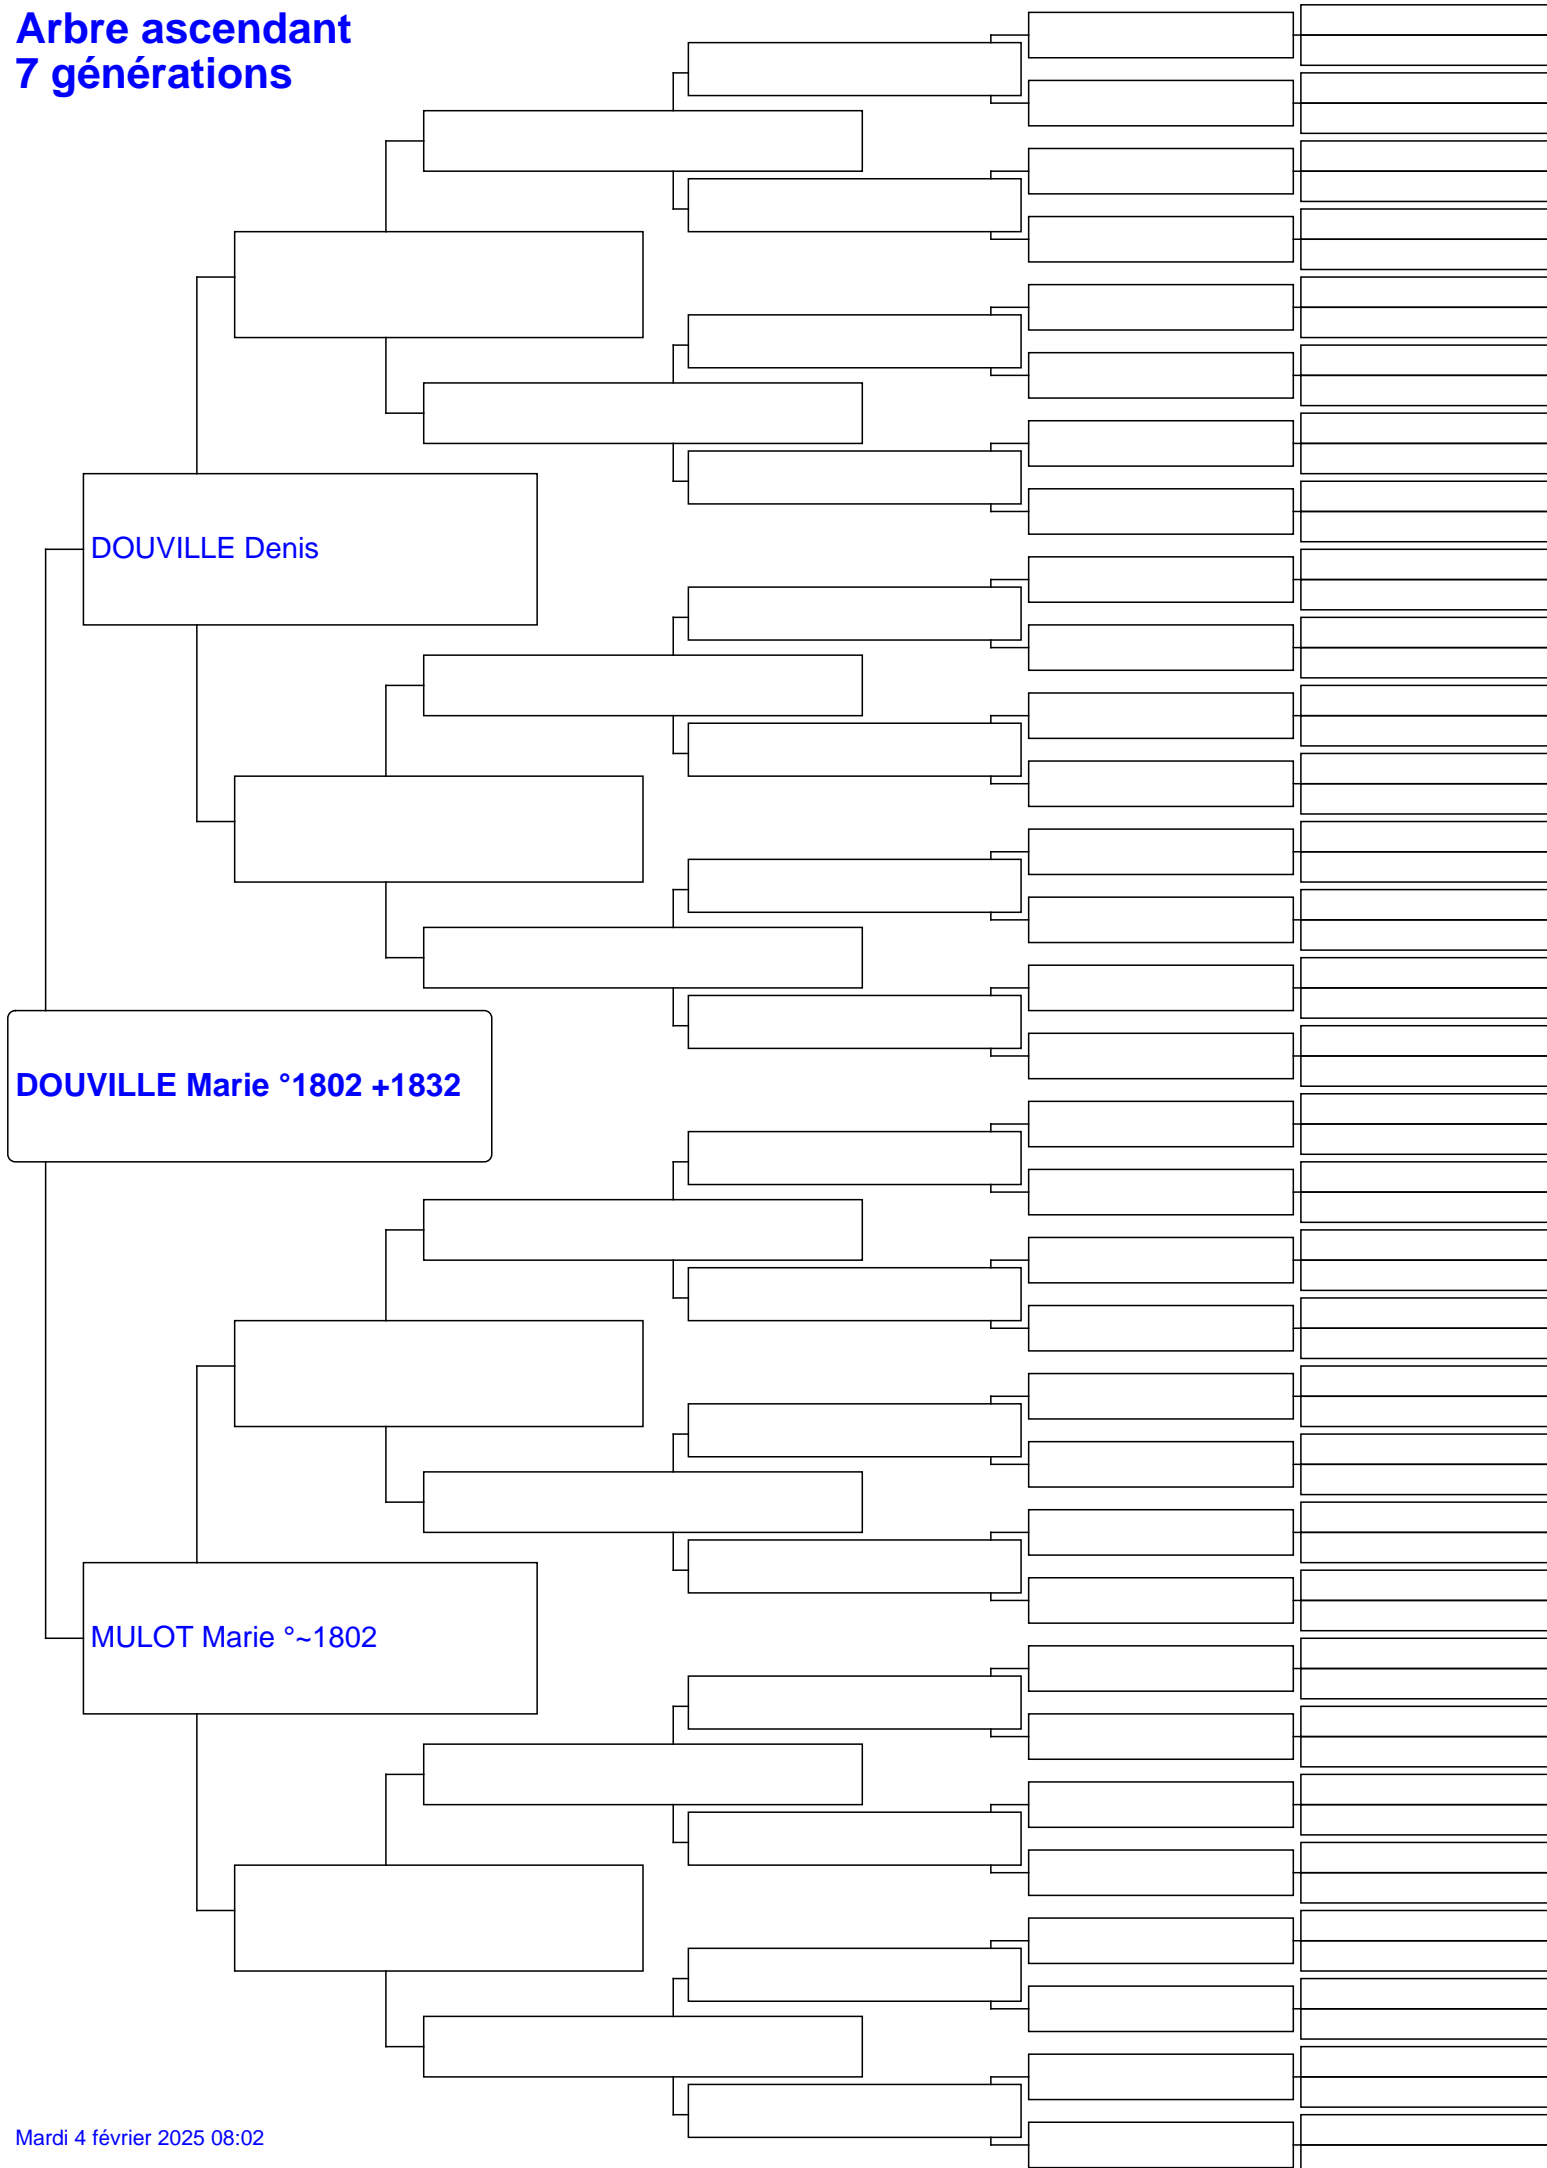 Arbre ascendant
7 générations
DOUVILLE Denis
DOUVILLE Marie °1802 +1832
MULOT Marie °~1802
Mardi 4 février 2025 08:02